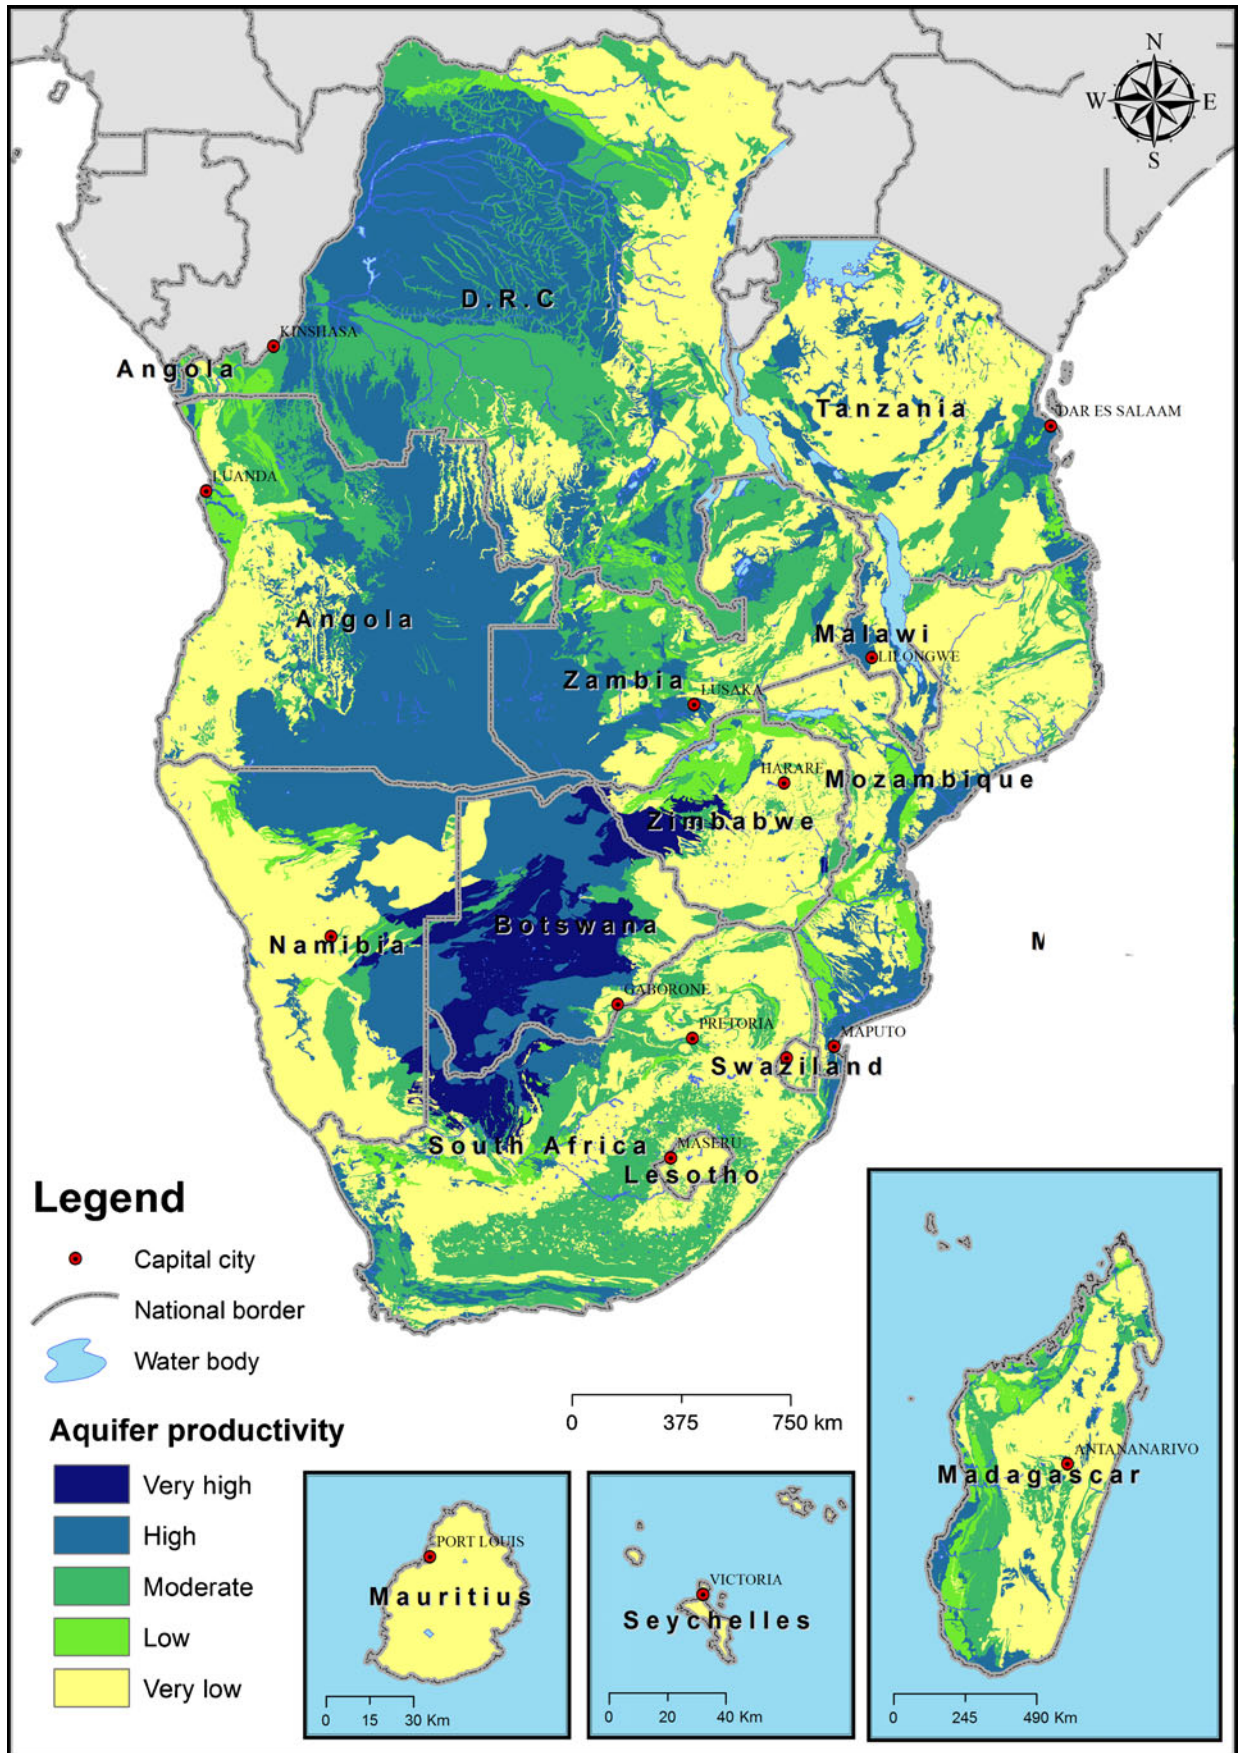 N
W
E
S
D.R.C
KINSHASA
Angola
Tanzania
DAR ES SALAAM
LUANDA
Angola
Malawi
LILONGWE
Zambia
LUSAKA
HARARE
Mozambique
Zimbabwe
Botswana
Namibia
M
GABORONE
PRETORIA
MAPUTO
Swaziland
South Africa
MASERU
Lesotho
Legend
Capital city
National border
Water body
0 375 750 km
Aquifer productivity
Very high
High
Moderate
Low
Very low
PORT LOUIS
Mauritius
0 15 30 Km
VICTORIA
Seychelles
0 20 40 Km
ANTANANARIVO
Madagascar
0 245 490 Km